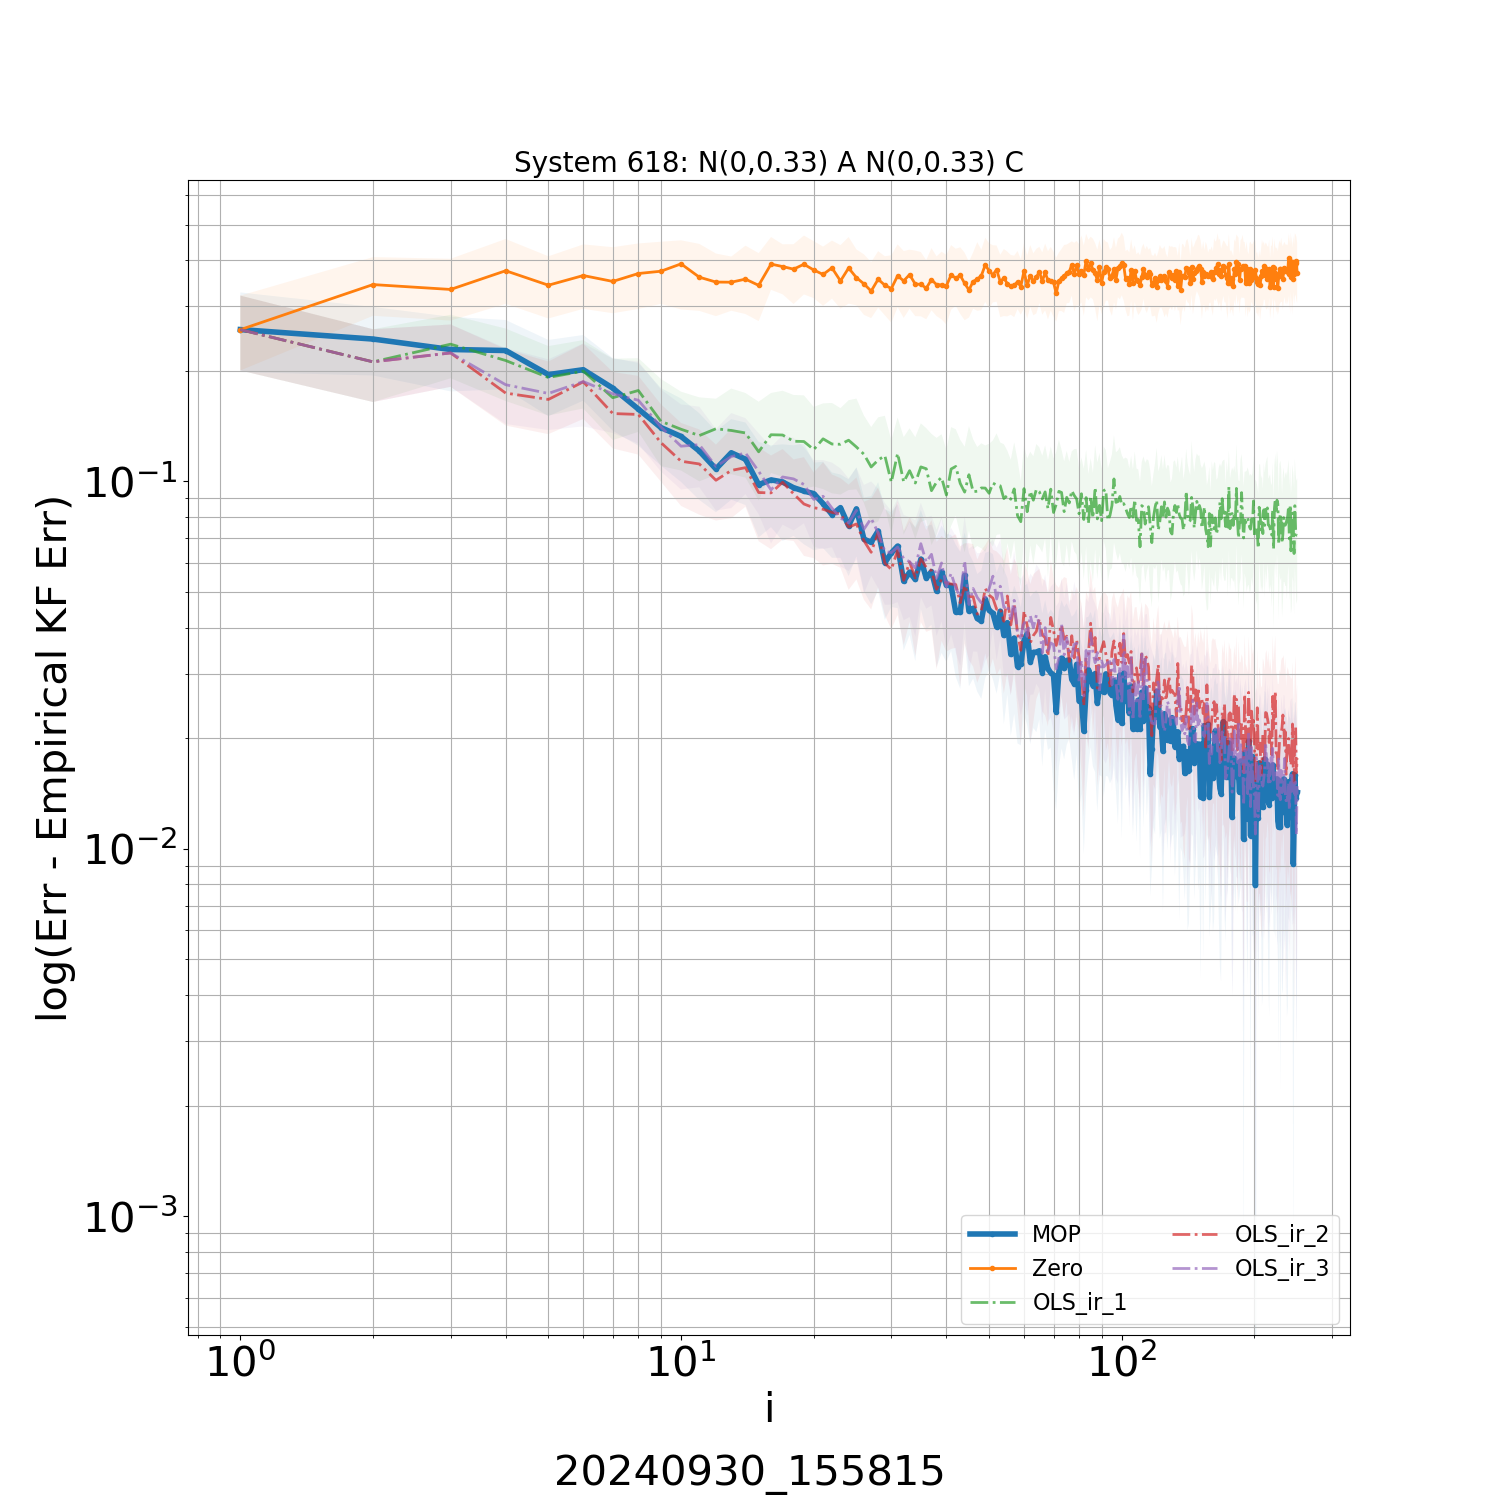 System 618: N(0,0.33) A N(0,0.33) C
log(Err - Empirical KF Err)
10^-1
10^-2
10^-3
MOP
Zero
OLS_ir_1
OLS_ir_2
OLS_ir_3
10^0
10^1
10^2
i
20240930_155815